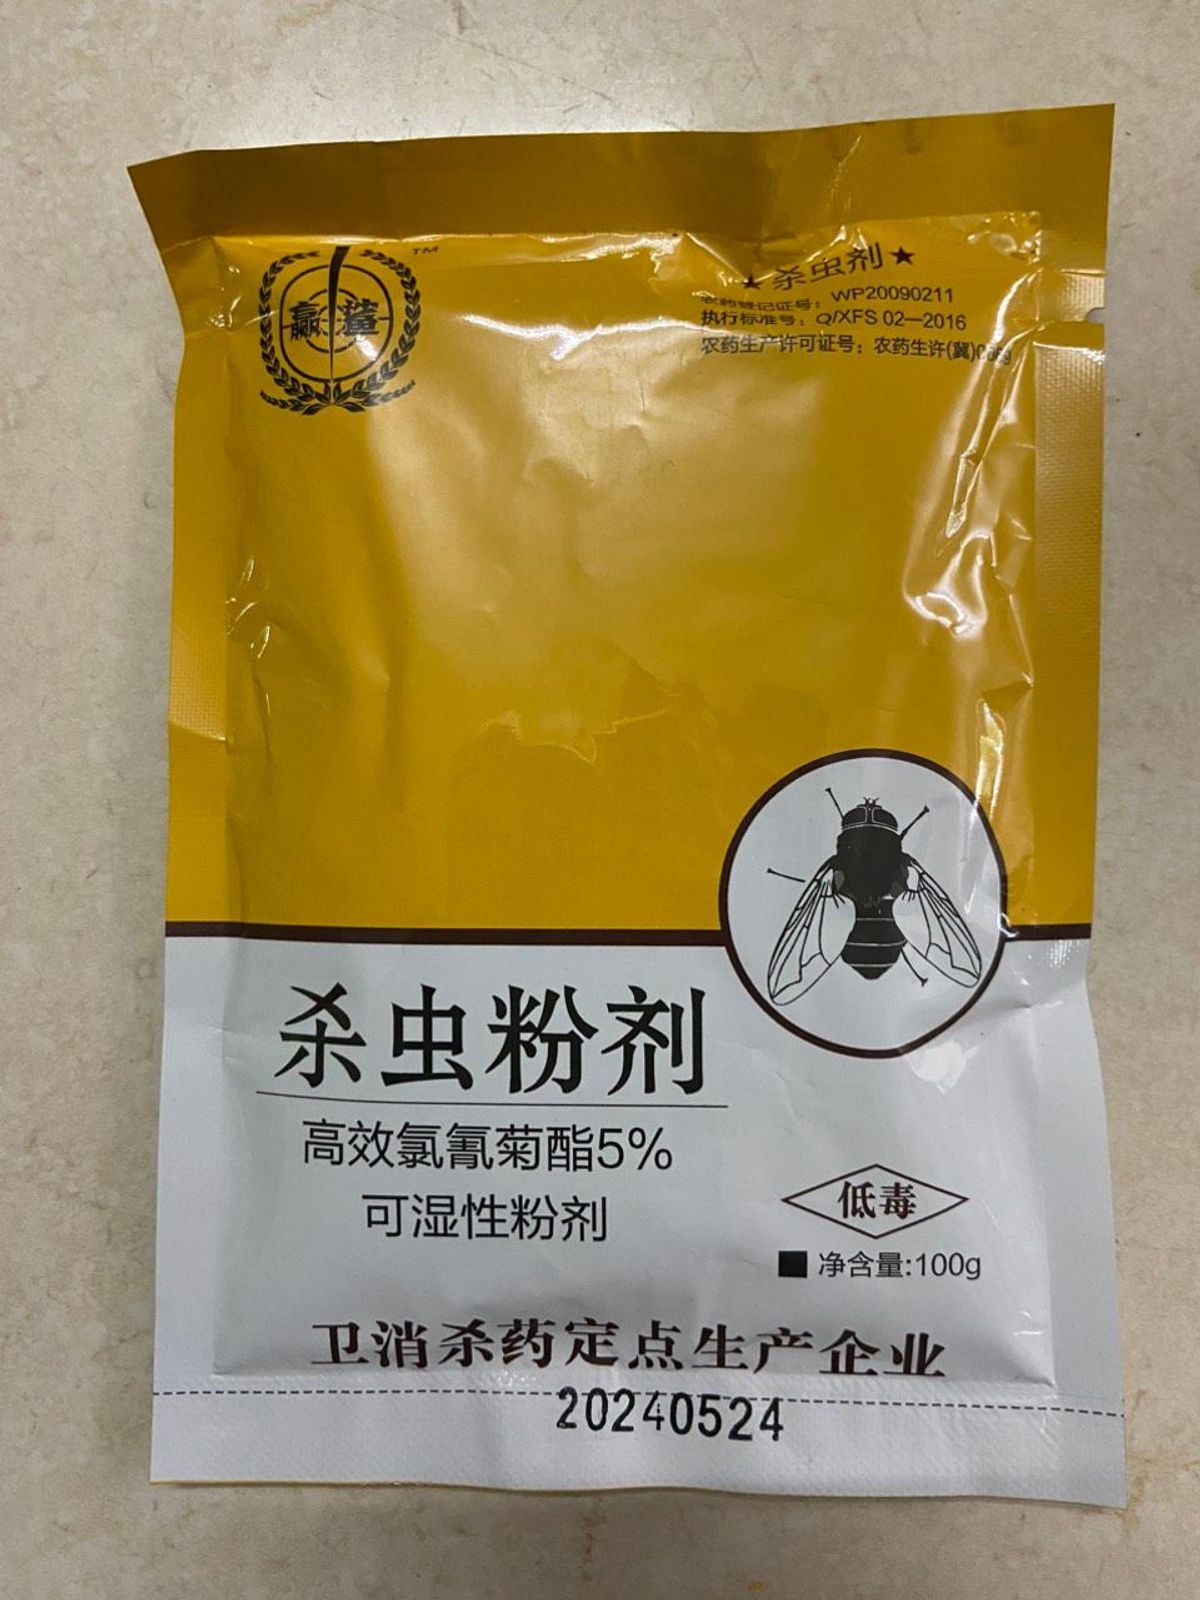 赢鲨
TM
★杀虫剂★
农药登记证号：WP20090211
执行标准号：Q/XFS 02—2016
农药生产许可证号：农药生许(冀)
杀虫粉剂
高效氯氰菊酯5%
可湿性粉剂
低毒
■ 净含量:100g
卫消杀药定点生产企业
20240524